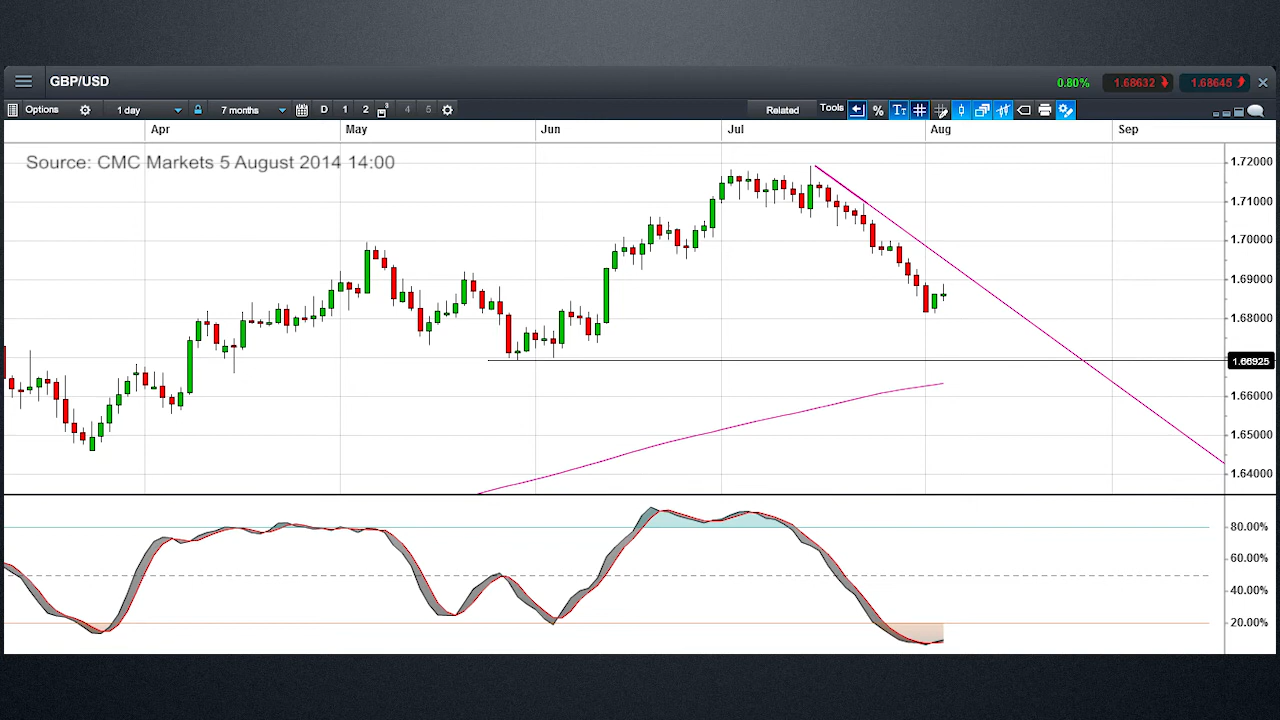 GBP/USD
0.80% 1.68632 1.68645
Options 1 day 7 months D 1 2 3 4 5 Related Tools % TT
Apr May Jun Jul Aug Sep
Source: CMC Markets 5 August 2014 14:00
1.72000
1.71000
1.70000
1.69000
1.68000
1.66925
1.66000
1.65000
1.64000
80.00%
60.00%
40.00%
20.00%